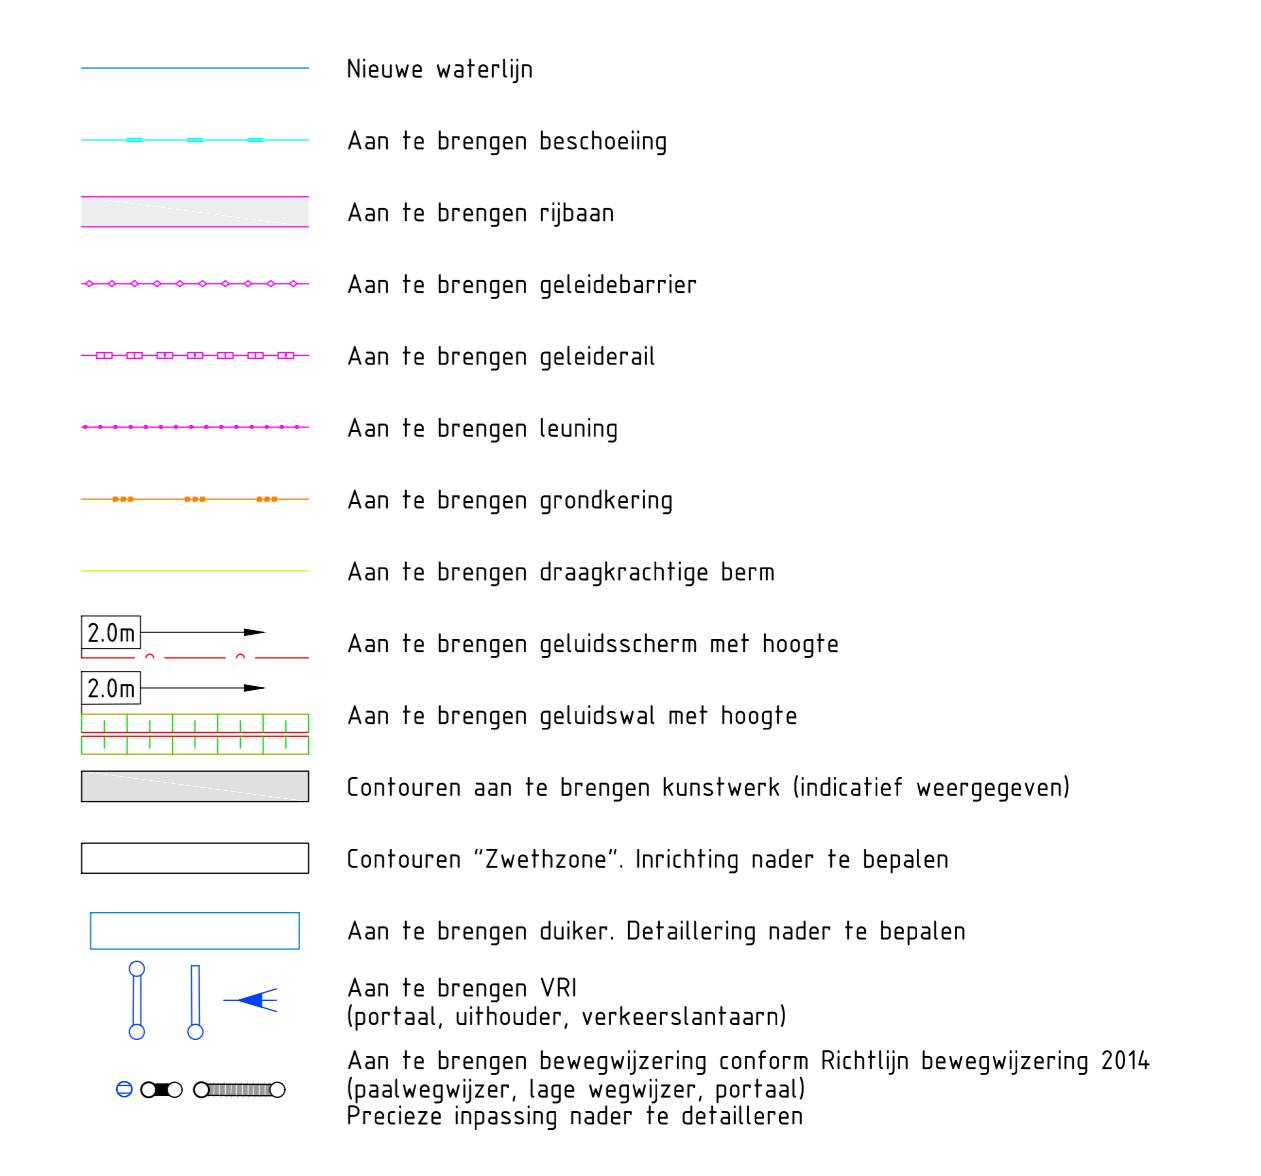 Nieuwe waterlijn
Aan te brengen beschoeiing
Aan te brengen rijbaan
Aan te brengen geleidebarrier
Aan te brengen geleiderail
Aan te brengen leuning
Aan te brengen grondkering
Aan te brengen draagkrachtige berm
2.0m
Aan te brengen geluidsscherm met hoogte
2.0m
Aan te brengen geluidswal met hoogte
Contouren aan te brengen kunstwerk (indicatief weergegeven)
Contouren "Zwethzone". Inrichting nader te bepalen
Aan te brengen duiker. Detaillering nader te bepalen
Aan te brengen VRI
(portaal, uithouder, verkeerslantaarn)
Aan te brengen bewegwijzering conform Richtlijn bewegwijzering 2014
(paalwegwijzer, lage wegwijzer, portaal)
Precieze inpassing nader te detailleren